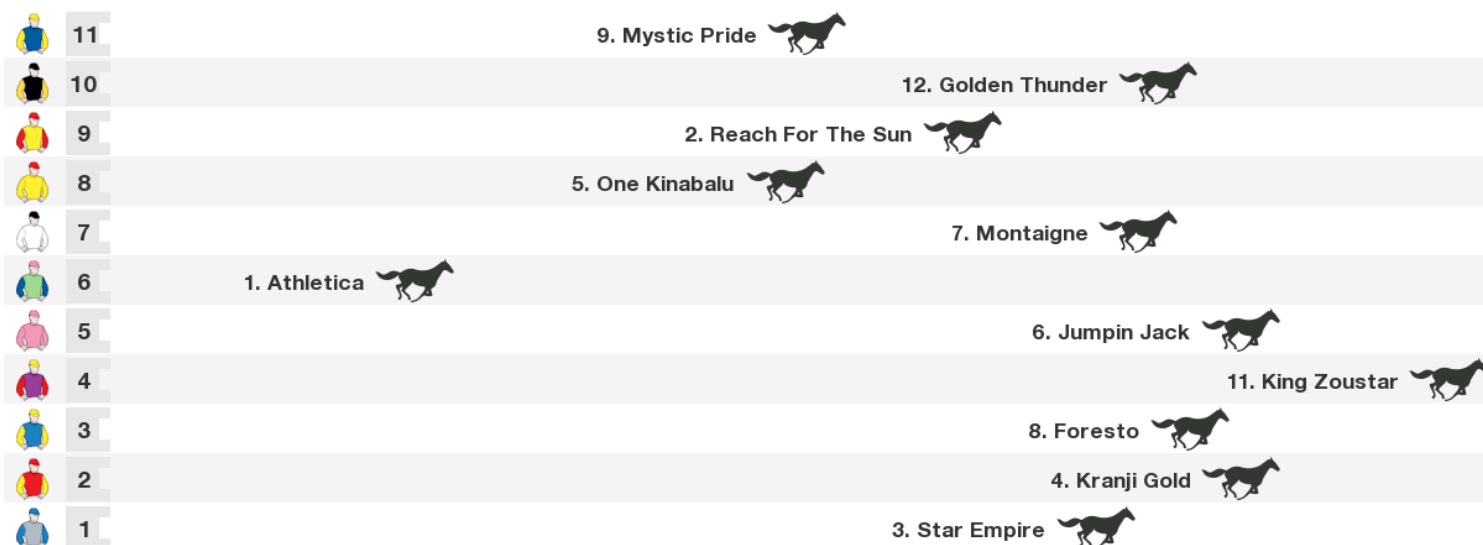 11 9. Mystic Pride
10 12. Golden Thunder
9 2. Reach For The Sun
8 5. One Kinabalu
7 7. Montaigne
6 1. Athletica
5 6. Jumpin Jack
4 11. King Zoustar
3 8. Foresto
2 4. Kranji Gold
1 3. Star Empire